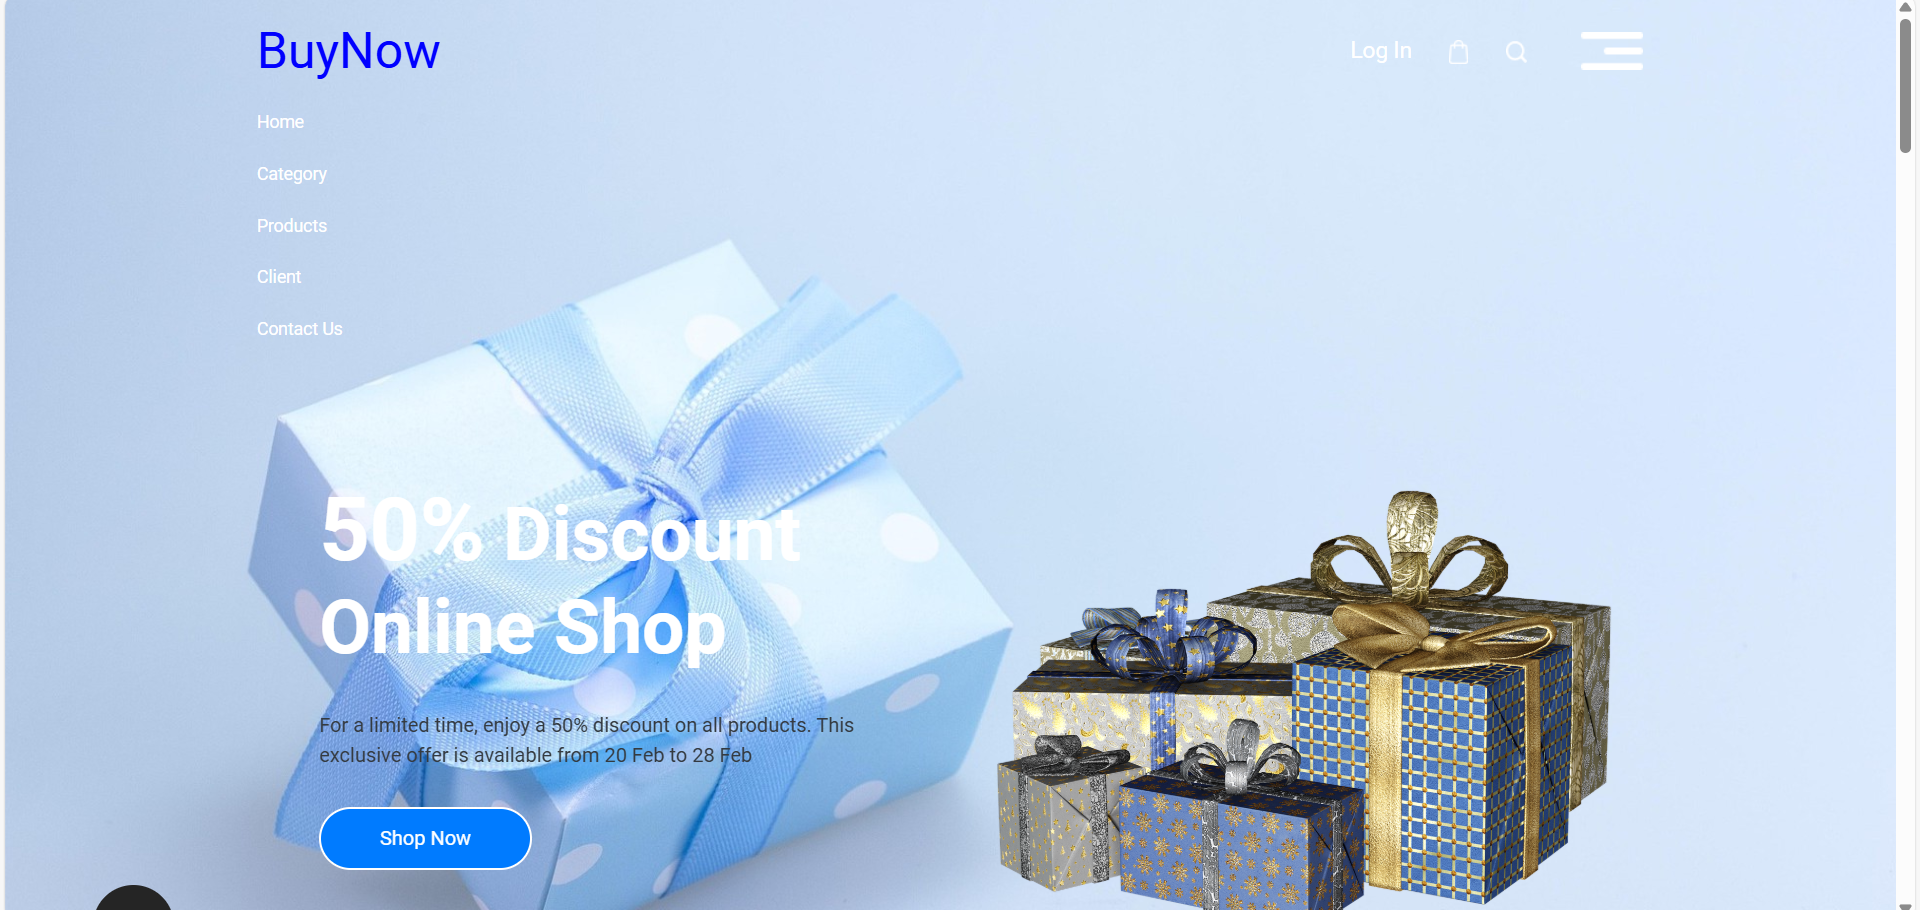 BuyNow
Log In
Home
Category
Products
Client
Contact Us
50% Discount
Online Shop
For a limited time, enjoy a 50% discount on all products. This
exclusive offer is available from 20 Feb to 28 Feb
Shop Now